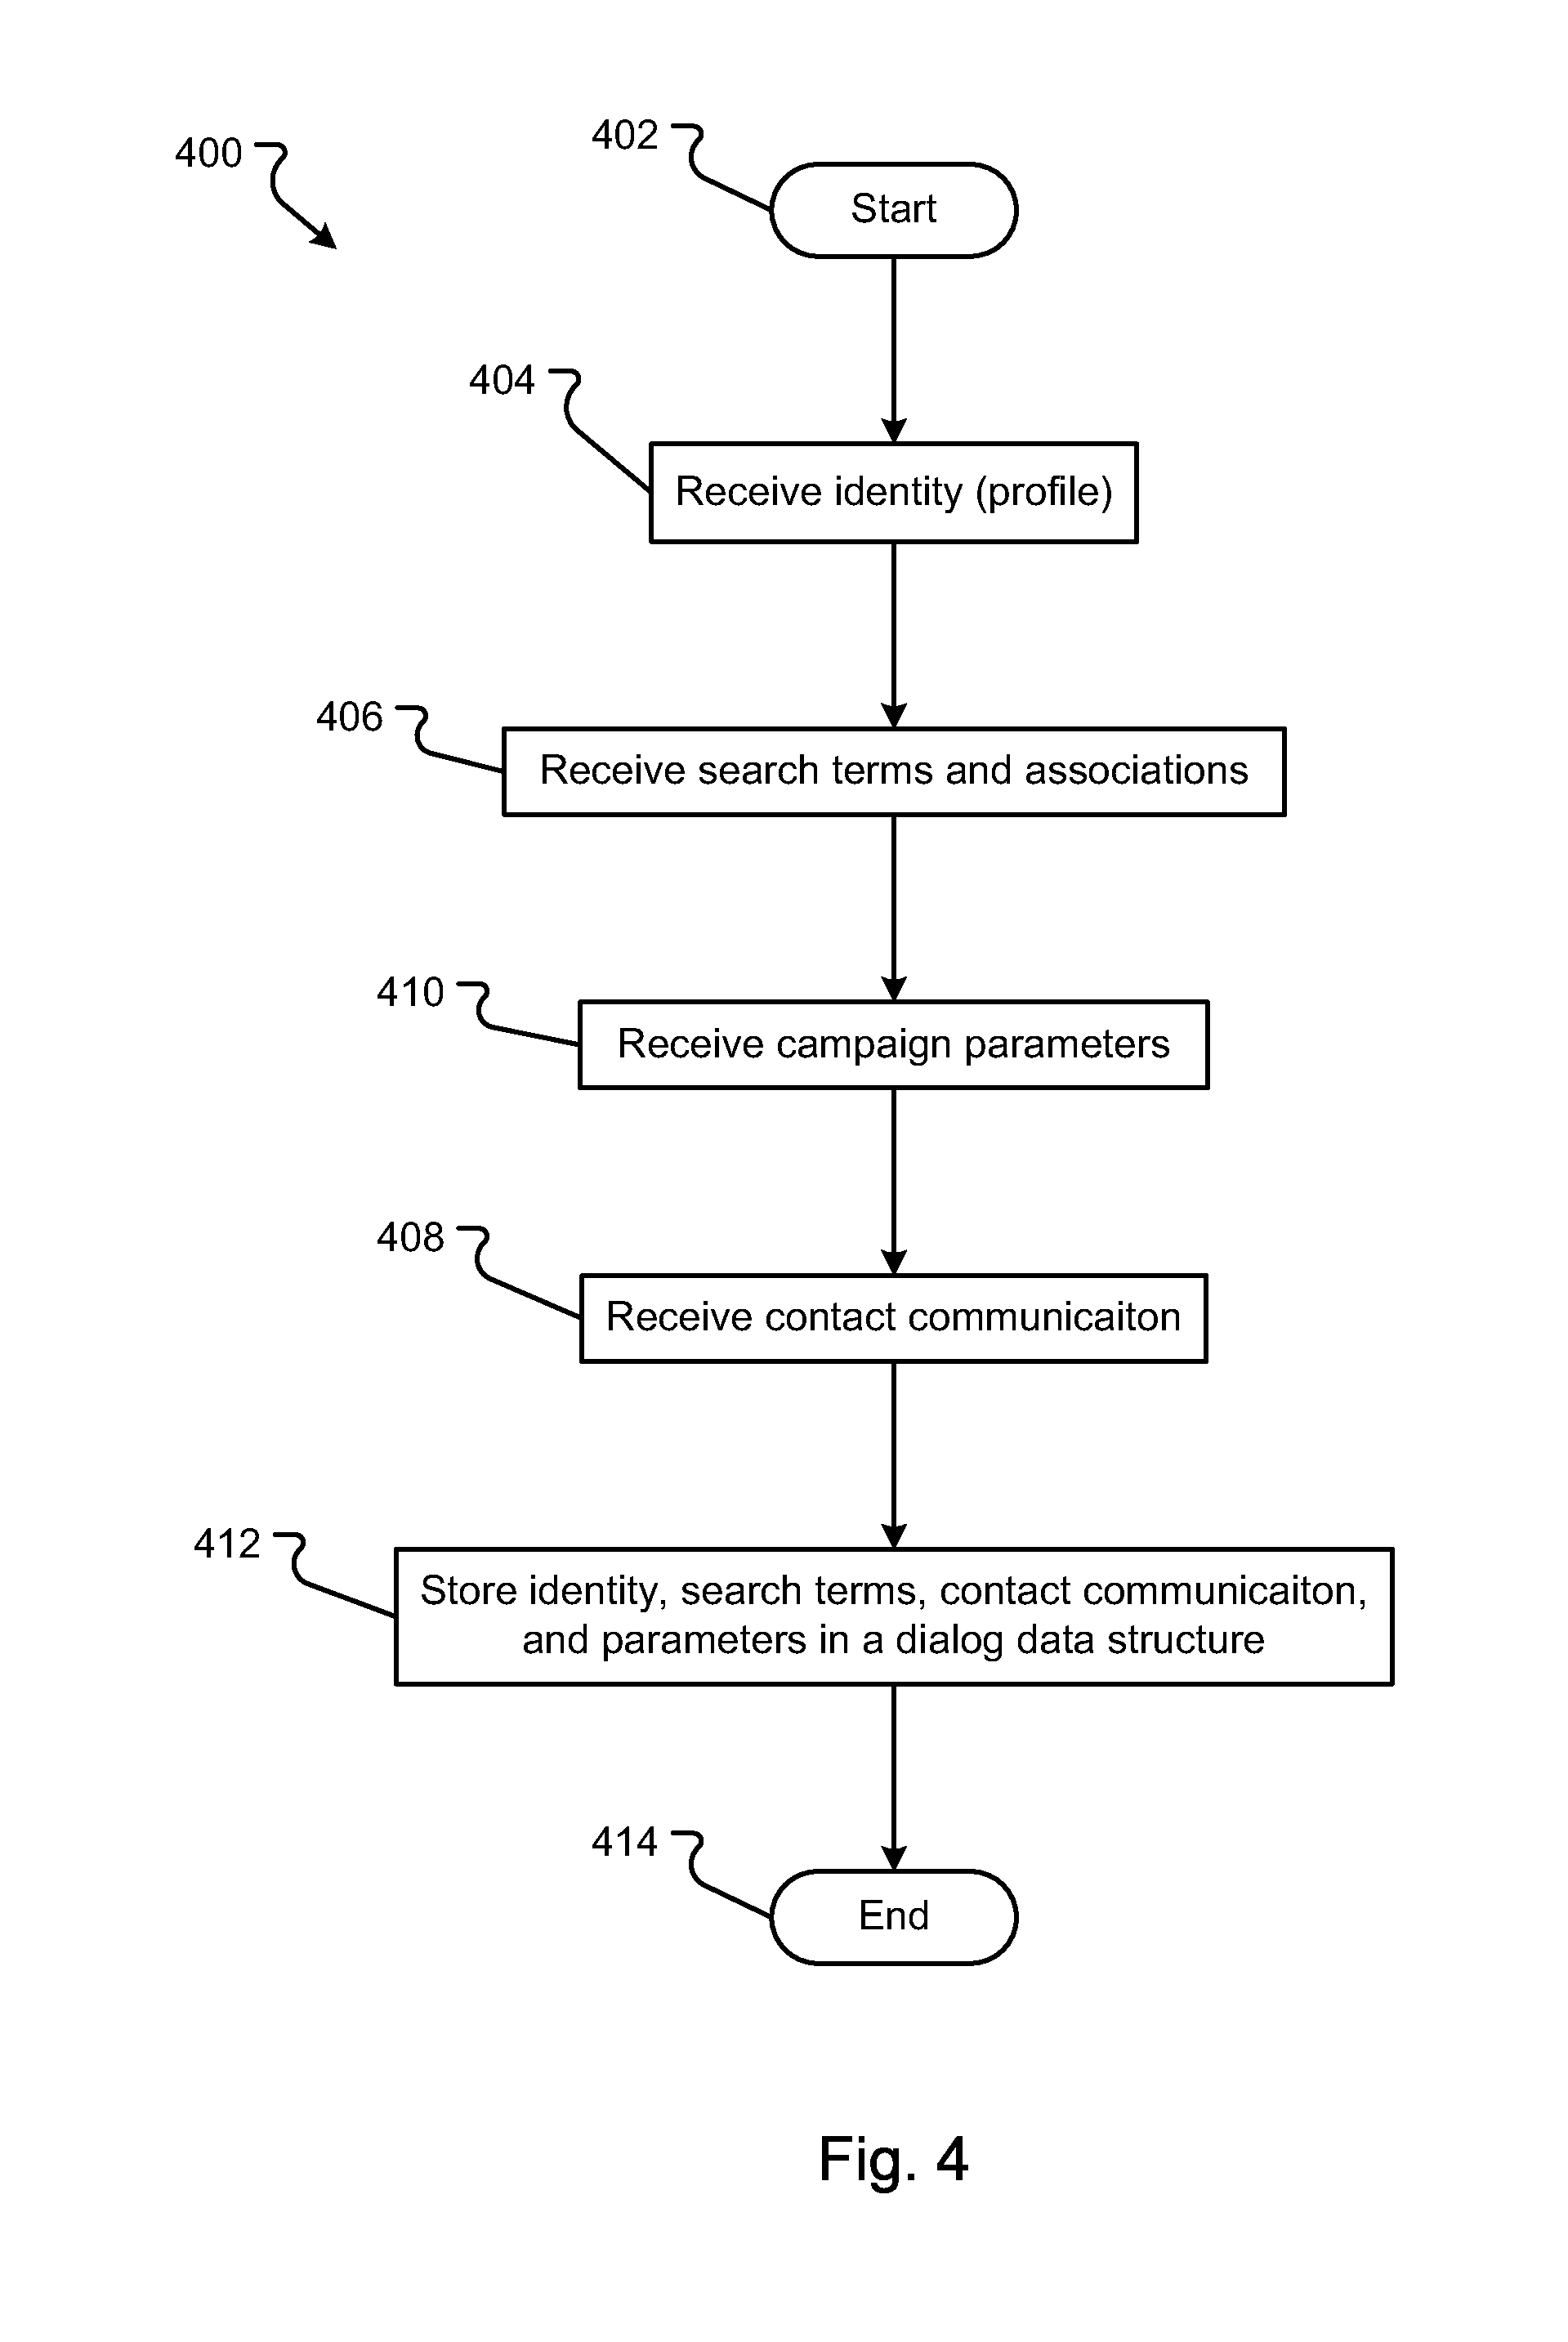 400
402
Start
404
Receive identity (profile)
406
Receive search terms and associations
410
Receive campaign parameters
408
Receive contact communicaiton
412
Store identity, search terms, contact communicaiton,
and parameters in a dialog data structure
414
End
Fig. 4